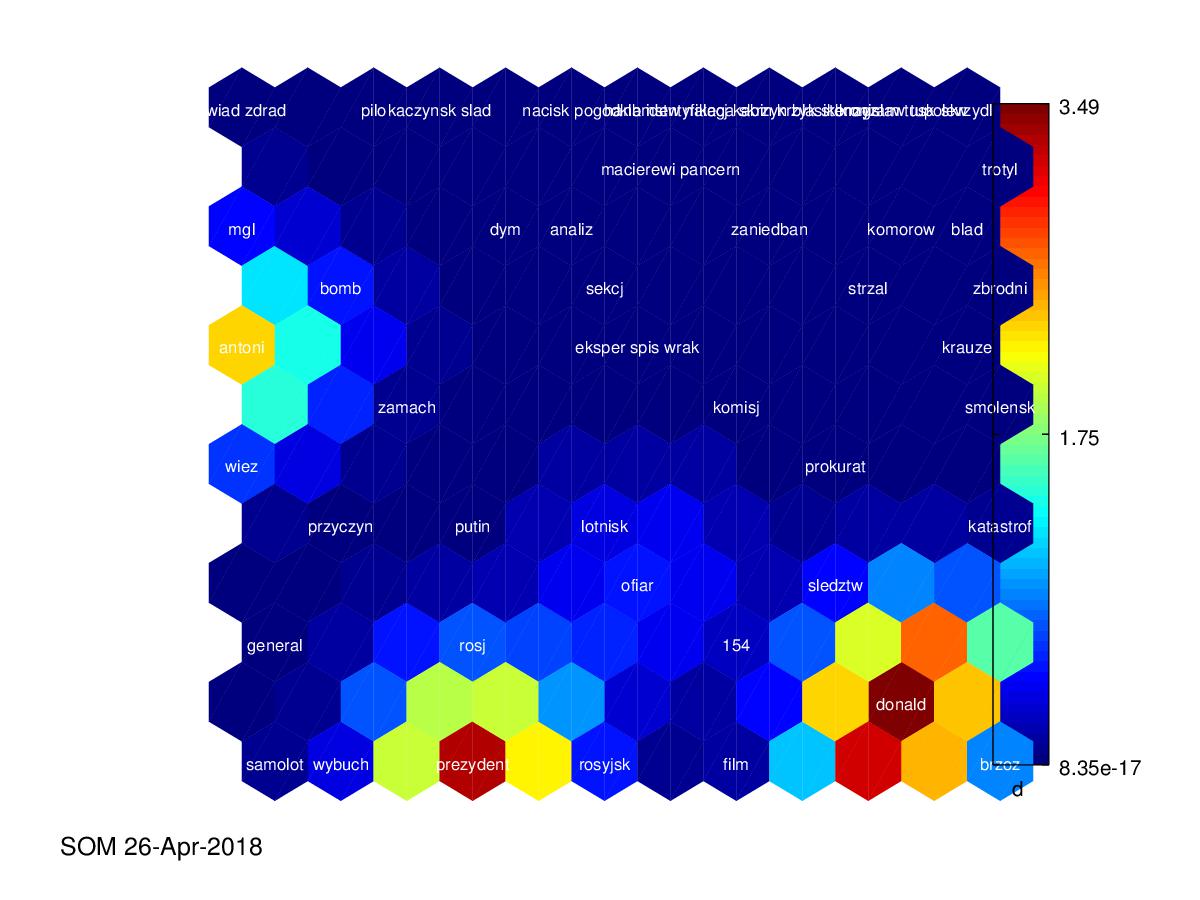 wiad zdrad pilo kaczynsk slad nacisk
3.49
macierewi pancern trotyl
mgl dym analiz zaniedban komorow blad
bomb sekcj strzal zbrodni
antoni eksper spis wrak krauze
zamach komisj smolensk
1.75
wiez prokurat
przyczyn putin lotnisk katastrof
ofiar sledztw
general rosj 154
donald
samolot wybuch prezydent rosyjsk film brzoz
8.35e-17
d
SOM 26-Apr-2018